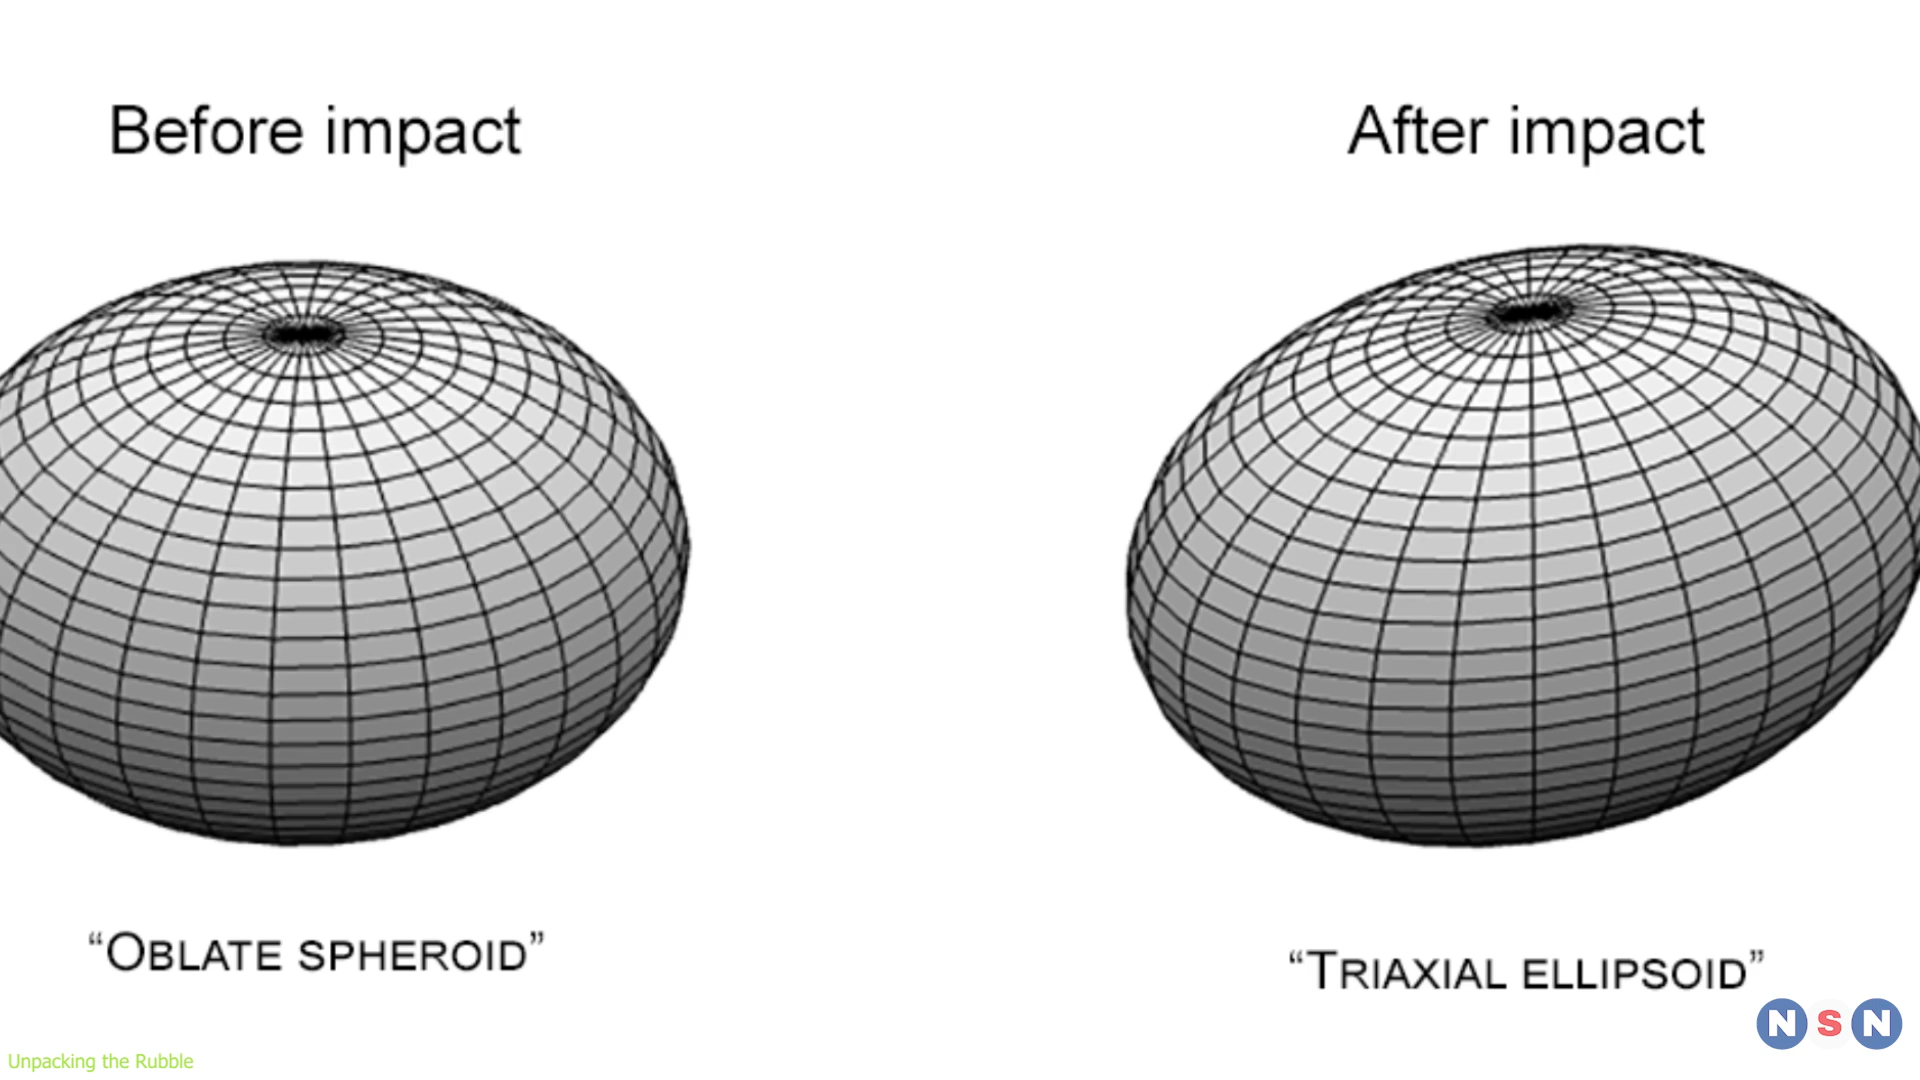 Before impact
After impact
“OBLATE SPHEROID”
“TRIAXIAL ELLIPSOID”
NSN
Unpacking the Rubble